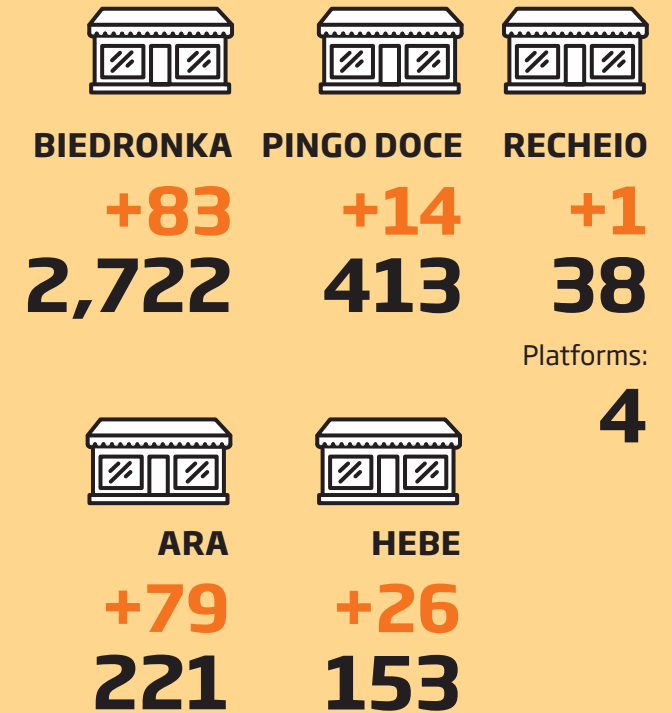 BIEDRONKA PINGO DOCE RECHEIO
+83 +14 +1
2,722 413 38
Platforms:
4
ARA HEBE
+79 +26
221 153